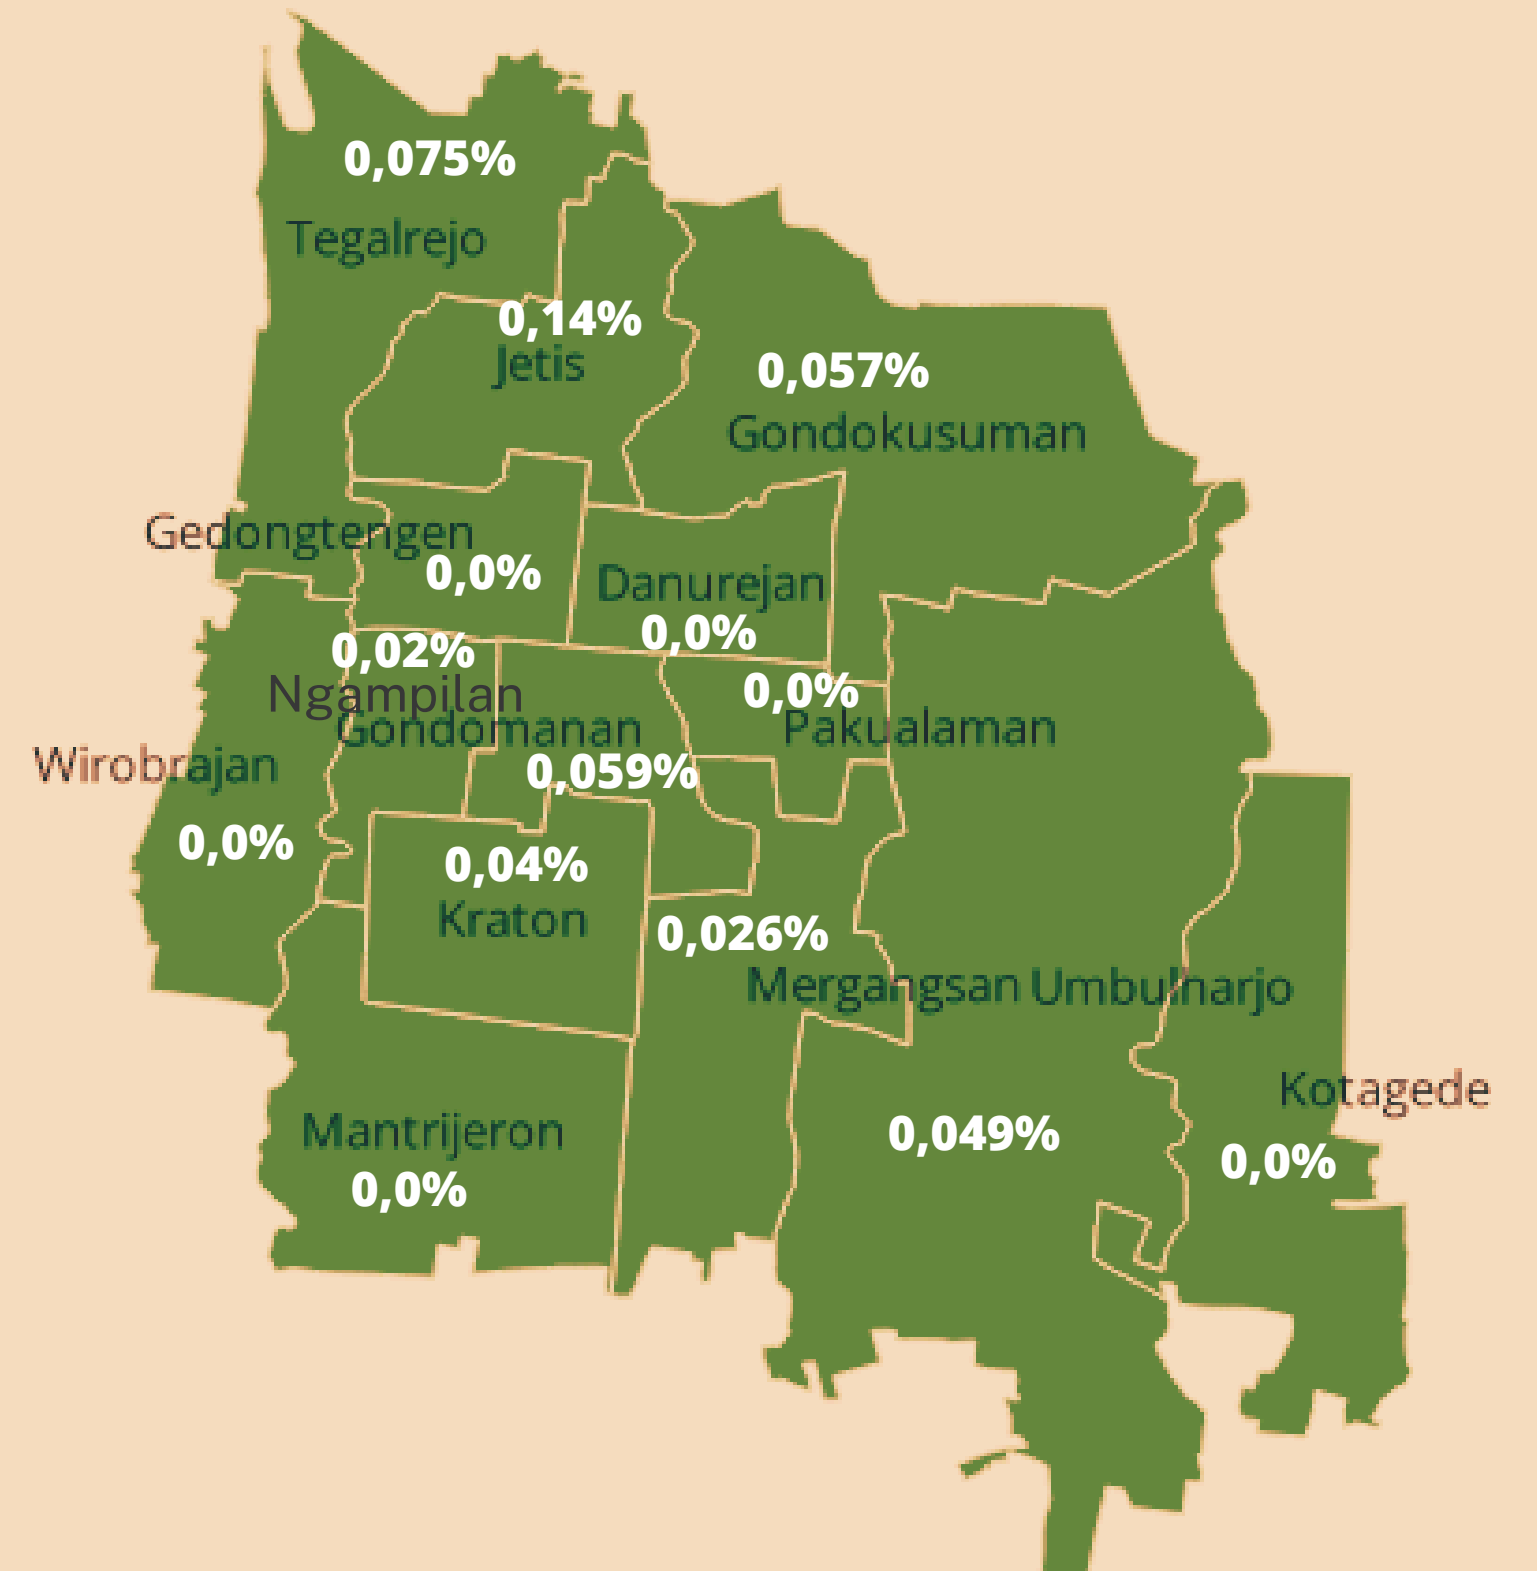 0,075%
Tegalrejo
0,14%
Jetis
0,057%
Gondokusuman
Gedongtengen
0,0%
Danurejan
0,0%
0,02%
Ngampilan
0,0%
Pakualaman
Gondomanan
0,059%
Wirobrajan
0,0%
0,04%
Kraton
0,026%
Mergangsan
Umbulharjo
0,049%
Kotagede
0,0%
Mantrijeron
0,0%